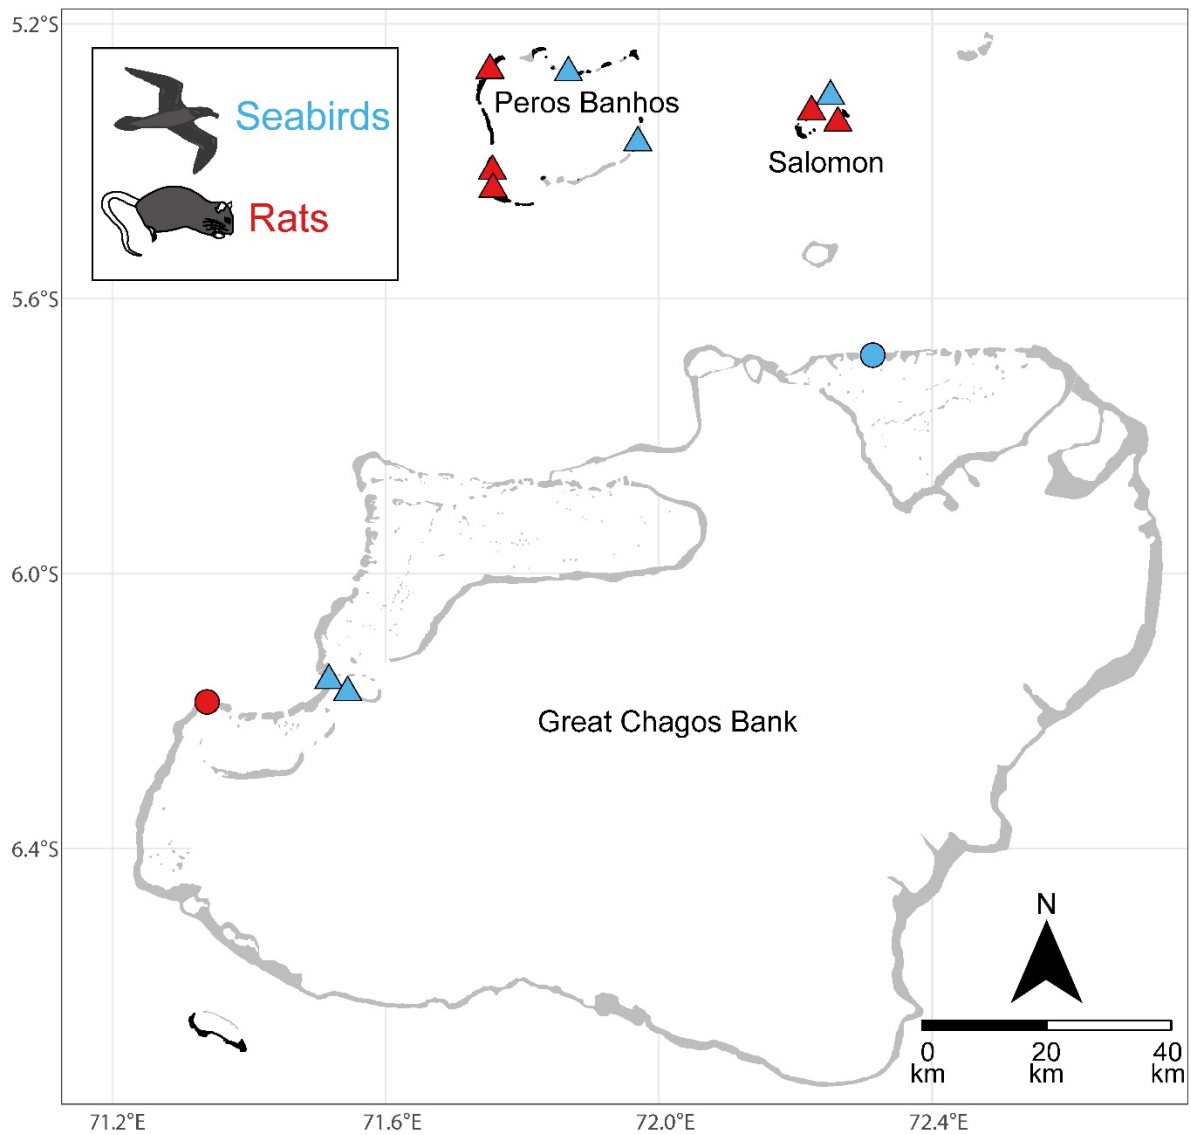 5.2°S
Seabirds
Rats
Peros Banhos
Salomon
5.6°S
6.0°S
Great Chagos Bank
6.4°S
N
0 20 40
km km km
71.2°E 71.6°E 72.0°E 72.4°E